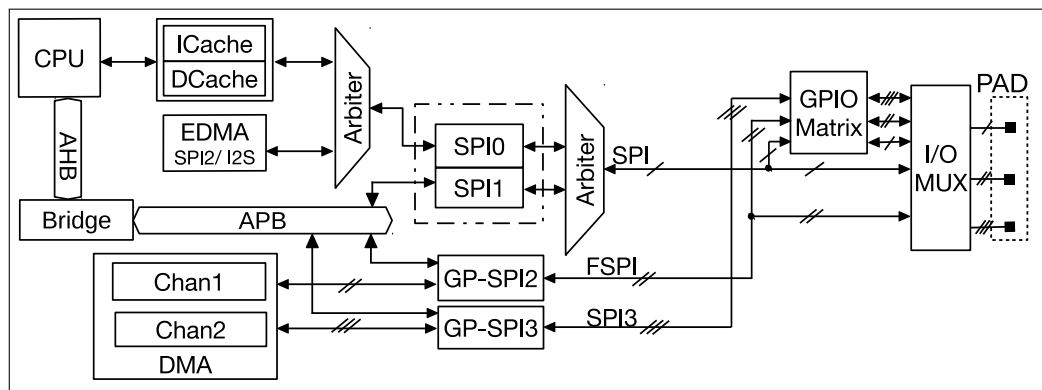 CPU
ICache
DCache
Arbiter
EDMA
SPI2/ I2S
AHB
Bridge
APB
SPI0
SPI1
Arbiter
SPI
GPIO
Matrix
I/O
MUX
PAD
Chan1
Chan2
DMA
GP-SPI2
GP-SPI3
FSPI
SPI3